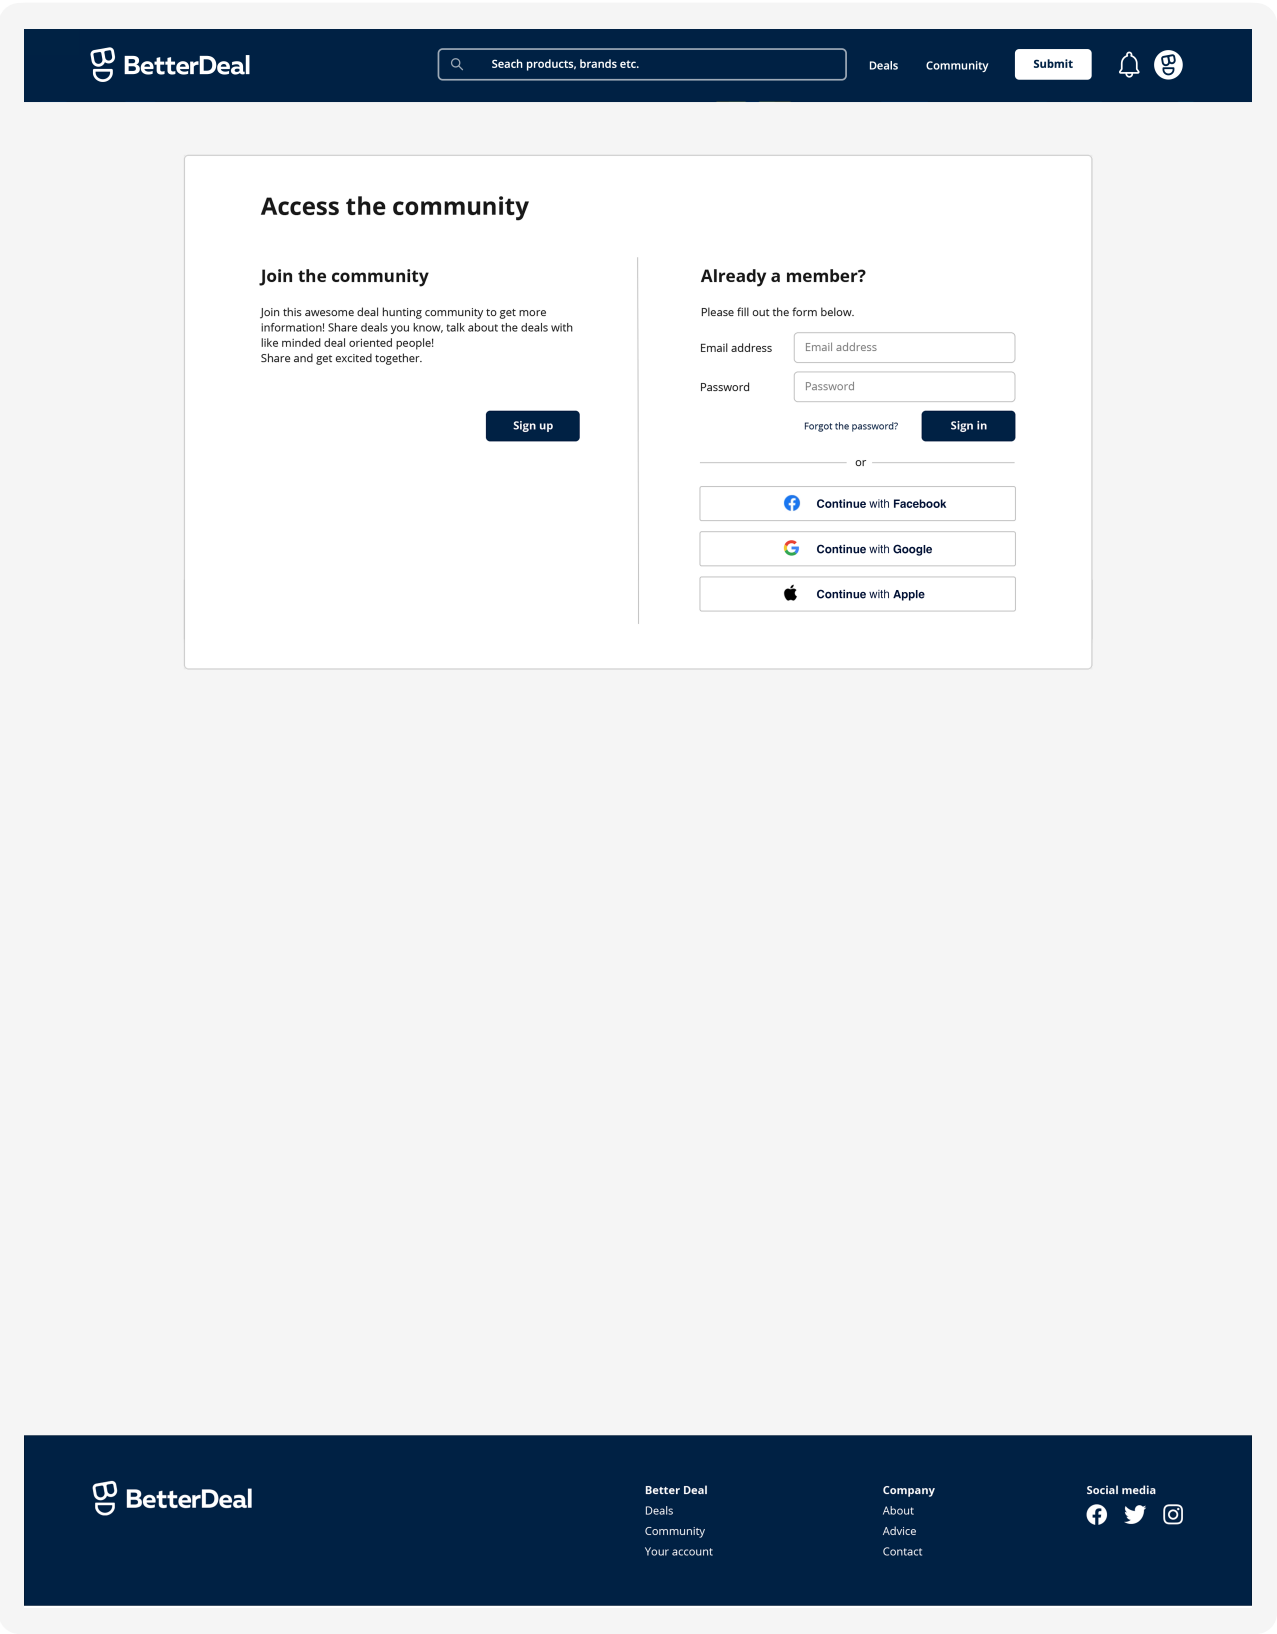 BetterDeal
Seach products, brands etc.
Deals
Community
Submit
Access the community
Join the community
Join this awesome deal hunting community to get more
information! Share deals you know, talk about the deals with
like minded deal oriented people!
Share and get excited together.
Sign up
Already a member?
Please fill out the form below.
Email address
Email address
Password
Password
Forgot the password?
Sign in
or
Continue with Facebook
Continue with Google
Continue with Apple
BetterDeal
Better Deal
Deals
Community
Your account
Company
About
Advice
Contact
Social media